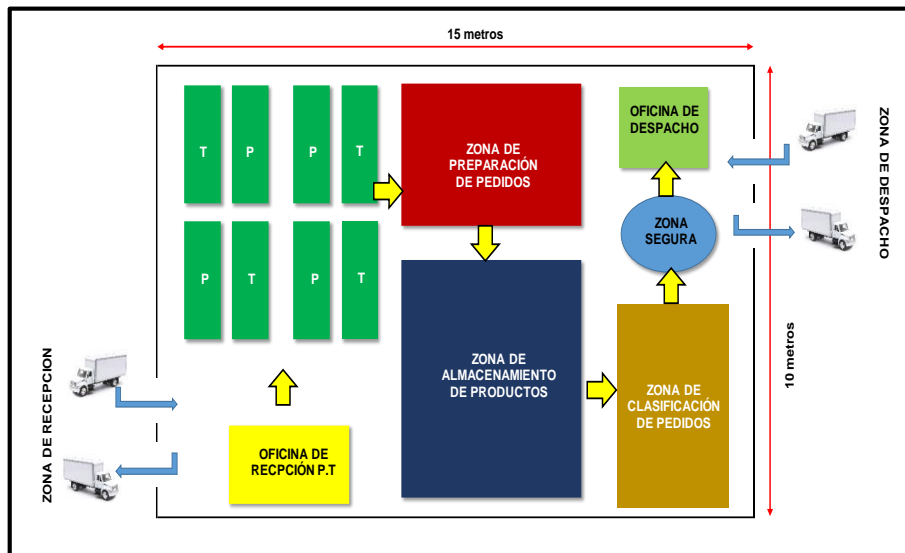 15 metros
T P P T
P T P T
ZONA DE
PREPARACIÓN
DE PEDIDOS
OFICINA DE
DESPACHO
ZONA
SEGURA
ZONA DE DESPACHO
ZONA DE
ALMACENAMIENTO
DE PRODUCTOS
ZONA DE
CLASIFICACIÓN
DE PEDIDOS
10 metros
ZONA DE RECEPCION
OFICINA DE
RECPCIÓN P.T